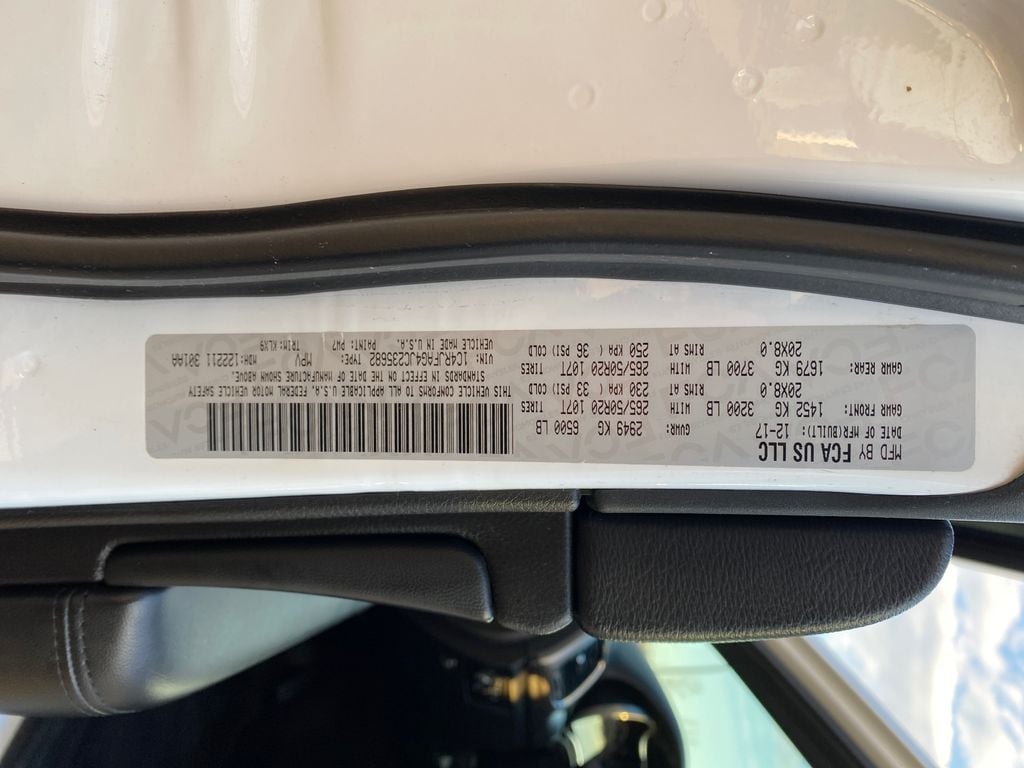 MFD BY FCA US LLC
DATE OF MFR(BUILT): 12-17 GVWR: 2949 KG 6500 LB
GAWR FRONT: 1452 KG 3200 LB WITH TIRES 265/50R20 107T
20X8.0 RIMS AT 230 KPA ( 33 PSI) COLD
GAWR REAR: 1679 KG 3700 LB WITH TIRES 265/50R20 107T
20X8.0 RIMS AT 250 KPA ( 36 PSI) COLD
THIS VEHICLE CONFORMS TO ALL APPLICABLE U.S.A. FEDERAL MOTOR VEHICLE SAFETY
STANDARDS IN EFFECT ON THE DATE OF MANUFACTURE SHOWN ABOVE.
VIN: 1C4RJFAG4JC235682 TYPE: MPV MDH:122211 301AA
VEHICLE MADE IN U.S.A. PAINT: PW7 TRIM:KLX9